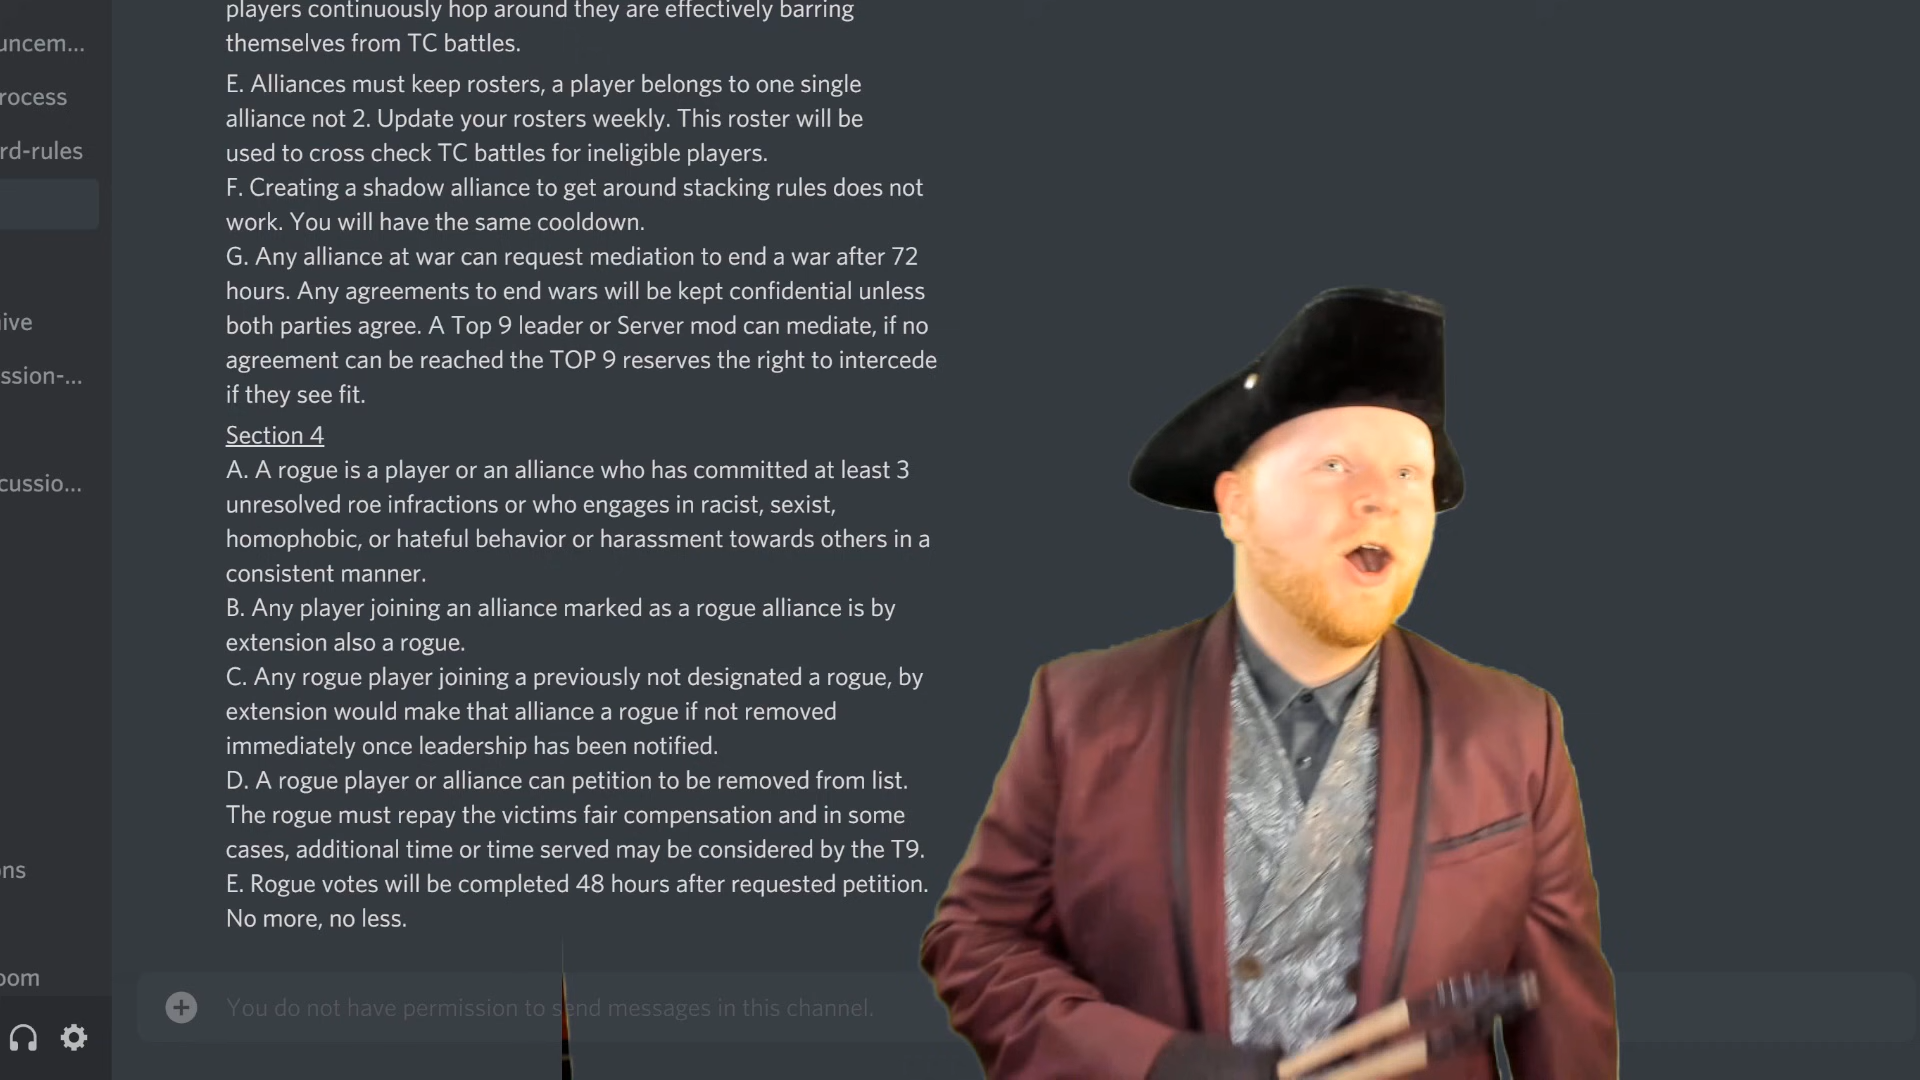 players continuously hop around they are effectively barring
themselves from TC battles.
E. Alliances must keep rosters, a player belongs to one single
alliance not 2. Update your rosters weekly. This roster will be
used to cross check TC battles for ineligible players.
F. Creating a shadow alliance to get around stacking rules does not
work. You will have the same cooldown.
G. Any alliance at war can request mediation to end a war after 72
hours. Any agreements to end wars will be kept confidential unless
both parties agree. A Top 9 leader or Server mod can mediate, if no
agreement can be reached the TOP 9 reserves the right to intercede
if they see fit.
Section 4
A. A rogue is a player or an alliance who has committed at least 3
unresolved roe infractions or who engages in racist, sexist,
homophobic, or hateful behavior or harassment towards others in a
consistent manner.
B. Any player joining an alliance marked as a rogue alliance is by
extension also a rogue.
C. Any rogue player joining a previously not designated a rogue, by
extension would make that alliance a rogue if not removed
immediately once leadership has been notified.
D. A rogue player or alliance can petition to be removed from list.
The rogue must repay the victims fair compensation and in some
cases, additional time or time served may be considered by the T9.
E. Rogue votes will be completed 48 hours after requested petition.
No more, no less.
You do not have permission to send messages in this channel.
uncem...
rocess
rd-rules
ive
ssion-...
cussio...
ons
oom